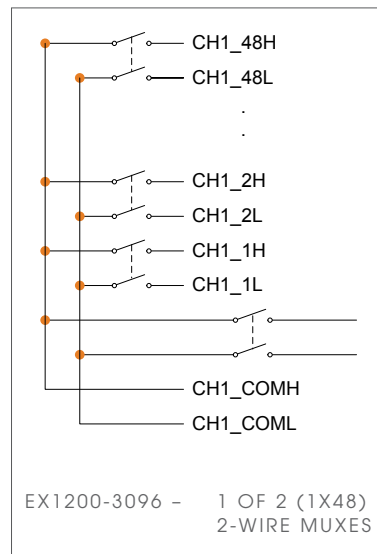 CH1_48H
CH1_48L
.
.
CH1_2H
CH1_2L
CH1_1H
CH1_1L
CH1_COMH
CH1_COML
EX1200-3096 – 1 OF 2 (1X48)
2-WIRE MUXES